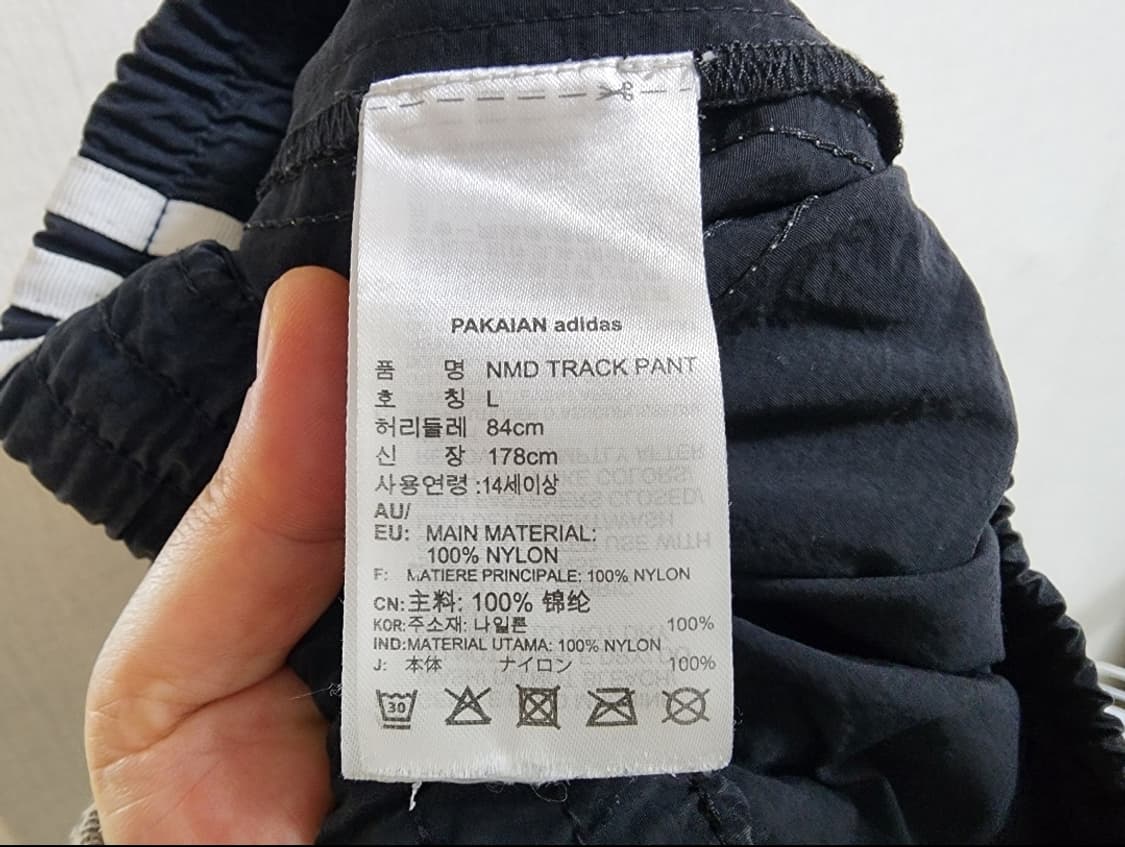 PAKAIAN adidas
품 명 NMD TRACK PANT
호 칭 L
허리둘레 84cm
신 장 178cm
사용연령 :14세이상
AU/
EU: MAIN MATERIAL:
100% NYLON
F: MATIERE PRINCIPALE: 100% NYLON
CN:主料: 100% 锦纶
KOR:주소재: 나일론 100%
IND:MATERIAL UTAMA: 100% NYLON
J: 本体 ナイロン 100%
30